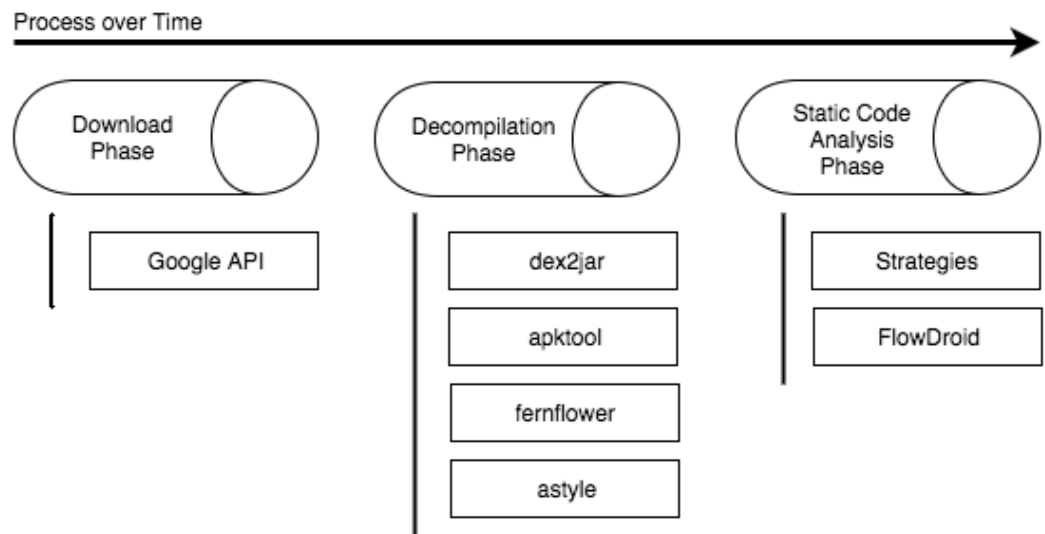 Process over Time
Download
Phase
Decompilation
Phase
Static Code
Analysis
Phase
Google API
dex2jar
apktool
fernflower
astyle
Strategies
FlowDroid